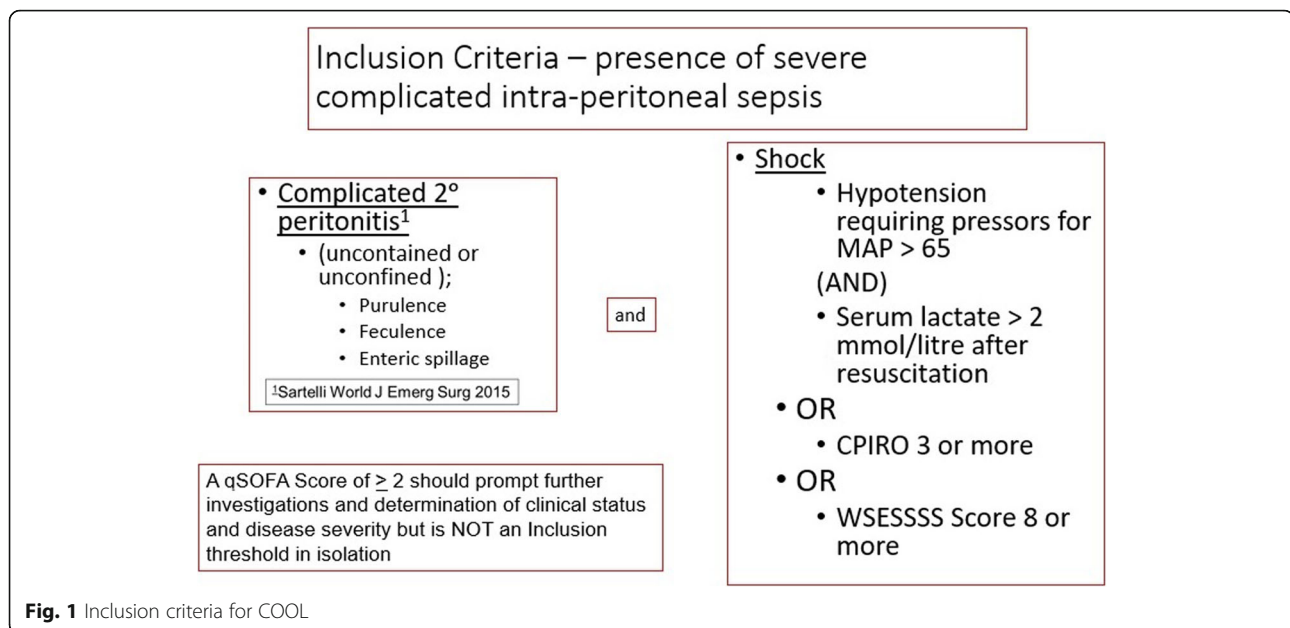 Inclusion Criteria – presence of severe
complicated intra-peritoneal sepsis
• Complicated 2°
peritonitis1
• (uncontained or
unconfined );
• Purulence
• Feculence
• Enteric spillage
1Sartelli World J Emerg Surg 2015
and
• Shock
• Hypotension
requiring pressors for
MAP > 65
(AND)
• Serum lactate > 2
mmol/litre after
resuscitation
• OR
• CPIRO 3 or more
• OR
• WSESSSS Score 8 or
more
A qSOFA Score of ≥ 2 should prompt further
investigations and determination of clinical status
and disease severity but is NOT an Inclusion
threshold in isolation
Fig. 1 Inclusion criteria for COOL